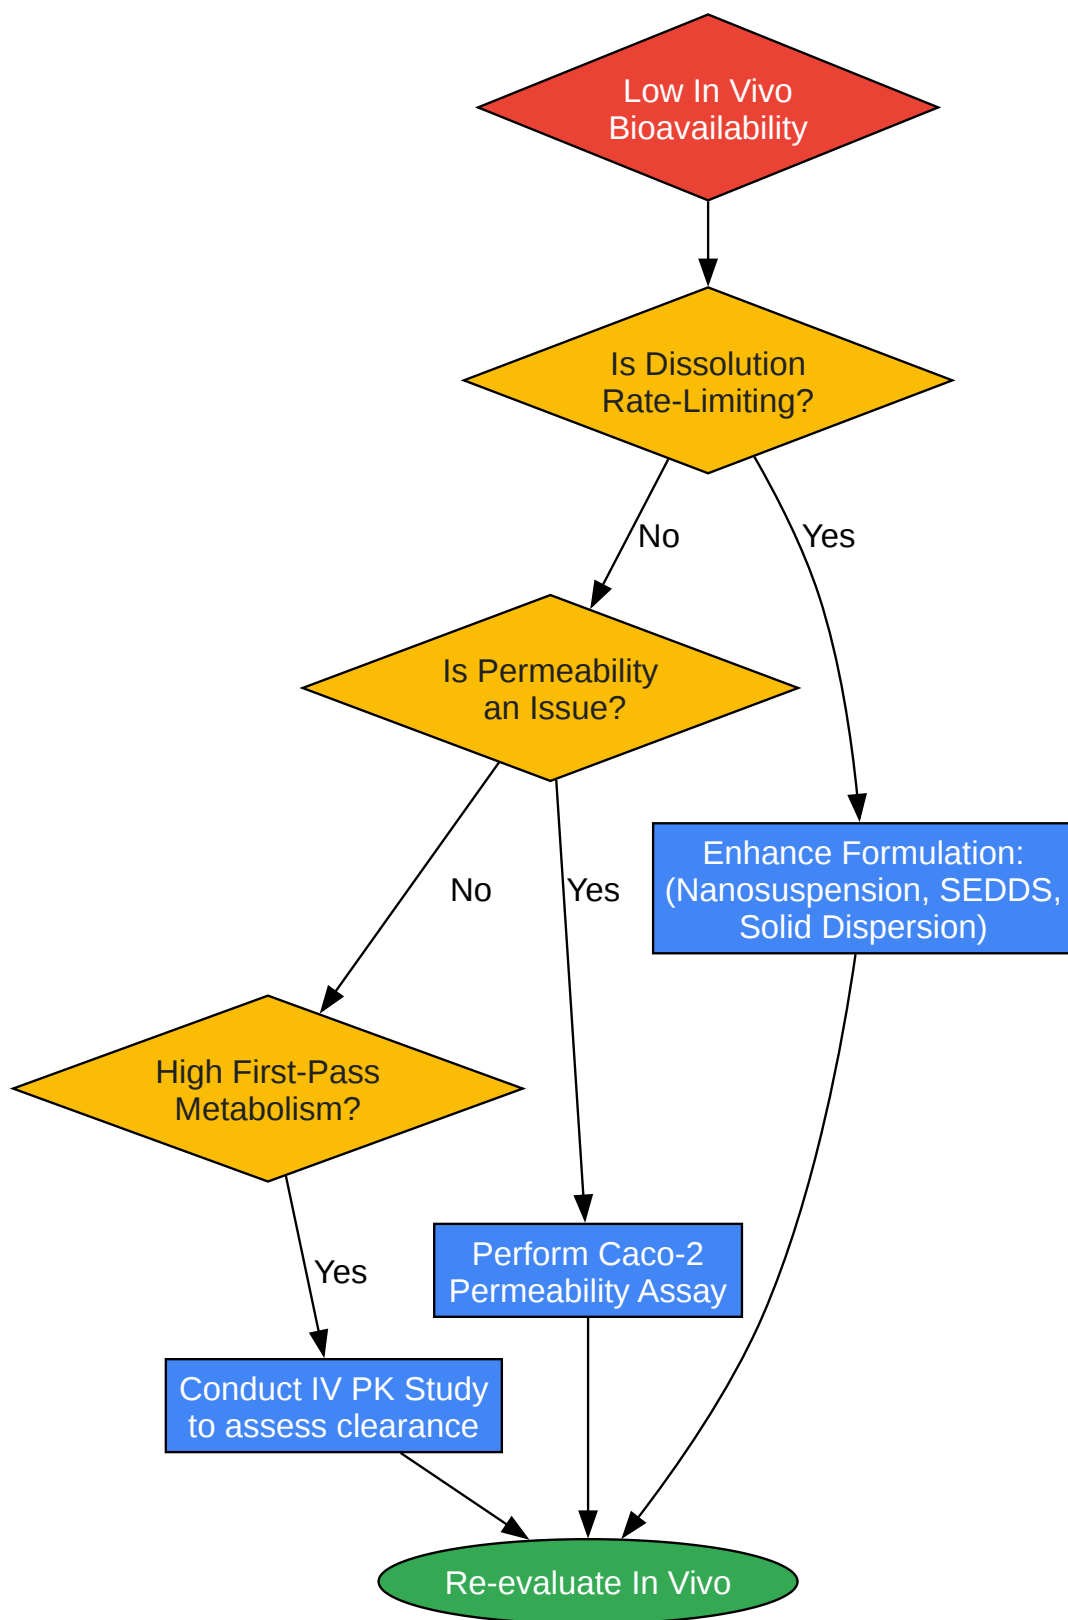 Low In Vivo
Bioavailability
Is Dissolution
Rate-Limiting?
No
Yes
Is Permeability
an Issue?
Enhance Formulation:
(Nanosuspension, SEDDS,
Solid Dispersion)
No
Yes
High First-Pass
Metabolism?
Perform Caco-2
Permeability Assay
Yes
Conduct IV PK Study
to assess clearance
Re-evaluate In Vivo